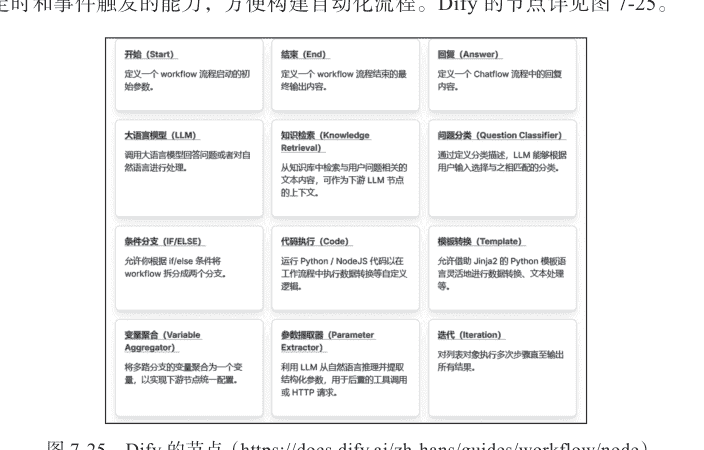 定时和事件触发的能力，方便构建自动化流程。Dify 的节点详见图 7-25。
开始（Start）
定义一个 workflow 流程启动的初
始参数。
结束（End）
定义一个 workflow 流程结束的最
终输出内容。
回复（Answer）
定义一个 Chatflow 流程中的回复
内容。
大语言模型（LLM）
调用大语言模型回答问题或者对自
然语言进行处理。
知识检索（Knowledge
Retrieval）
从知识库中检索与用户问题相关的
文本内容，可作为下游 LLM 节点
的上下文。
问题分类（Question Classifier）
通过定义分类描述，LLM 能够根据
用户输入选择与之相匹配的分类。
条件分支（IF/ELSE）
允许你根据 if/else 条件将
workflow 拆分成两个分支。
代码执行（Code）
运行 Python / NodeJS 代码以在
工作流程中执行数据转换等自定义
逻辑。
模板转换（Template）
允许借助 Jinja2 的 Python 模板语
言灵活地进行数据转换、文本处理
等。
变量聚合（Variable
Aggregator）
将多路分支的变量聚合为一个变
量，以实现下游节点统一配置。
参数提取器（Parameter
Extractor）
利用 LLM 从自然语言推理并提取
结构化参数，用于后置的工具调用
或 HTTP 请求。
迭代（Iteration）
对列表对象执行多次步骤直至输出
所有结果。
图 7-25　Dify 的节点（https://docs.dify.ai/zh-hans/guides/workflow/node）